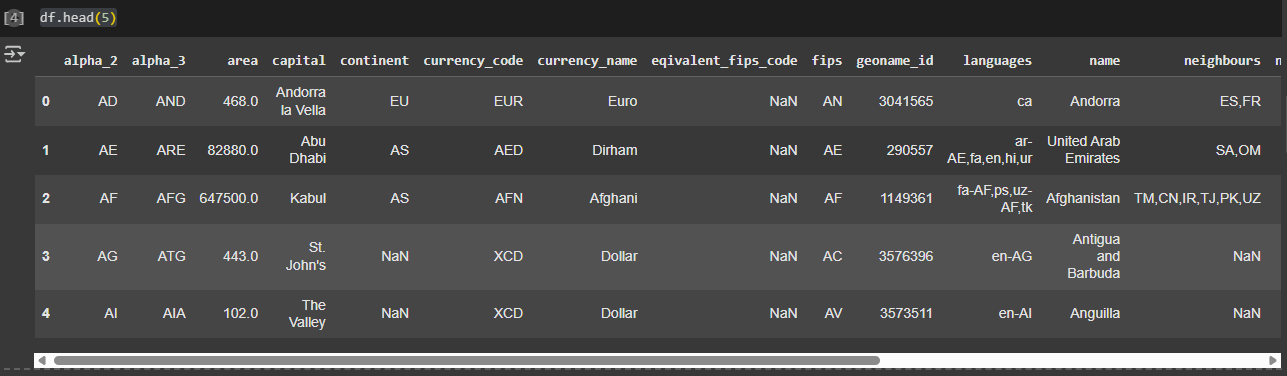 [4] df.head(5)
alpha_2 alpha_3 area capital continent currency_code currency_name eqivalent_fips_code fips geoname_id languages name neighbours n
0 AD AND 468.0 Andorra la Vella EU EUR Euro NaN AN 3041565 ca Andorra ES,FR
1 AE ARE 82880.0 Abu Dhabi AS AED Dirham NaN AE 290557 ar-AE,fa,en,hi,ur United Arab Emirates SA,OM
2 AF AFG 647500.0 Kabul AS AFN Afghani NaN AF 1149361 fa-AF,ps,uz-AF,tk Afghanistan TM,CN,IR,TJ,PK,UZ
3 AG ATG 443.0 St. John's NaN XCD Dollar NaN AC 3576396 en-AG Antigua and Barbuda NaN
4 AI AIA 102.0 The Valley NaN XCD Dollar NaN AV 3573511 en-AI Anguilla NaN